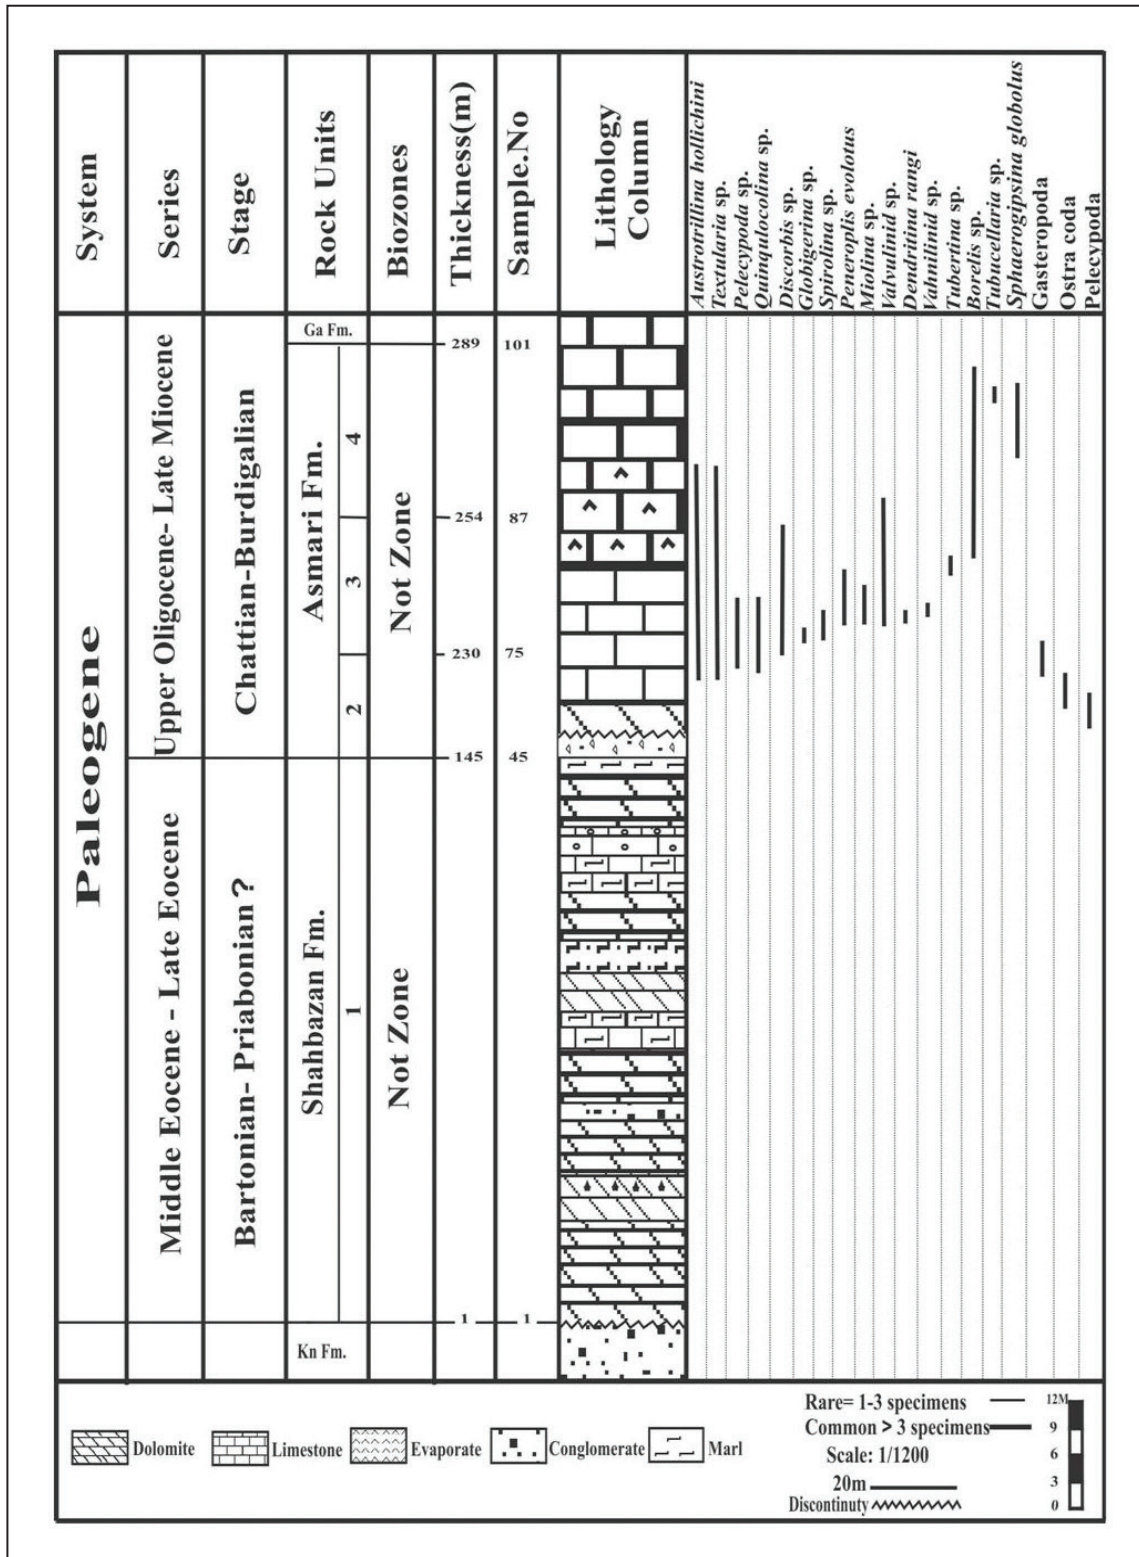 System
Series
Stage
Rock Units
Biozones
Thickness(m)
Sample.No
Lithology
Column
Austrotrillina hollichini
Textularia sp.
Pelecypoda sp.
Quinqulocolina sp.
Discorbis sp.
Globigerina sp.
Spirolina sp.
Peneroplis evolotus
Miolina sp.
Valvulinid sp.
Dendritina rangi
Vahnilinid sp.
Tubertina sp.
Borelis sp.
Tubucellaria sp.
Sphaerogipsina globolus
Gasteropoda
Ostra coda
Pelecypoda
Paleogene
Upper Oligocene- Late Miocene
Chattian-Burdigalian
Ga Fm.
Asmari Fm.
4
3
2
Not Zone
289
101
254
87
230
75
145
45
Middle Eocene - Late Eocene
Bartonian- Priabonian ?
Shahbazan Fm.
1
Not Zone
1
1
Kn Fm.
Dolomite
Limestone
Evaporate
Conglomerate
Marl
Rare= 1-3 specimens
Common > 3 specimens
Scale: 1/1200
20m
Discontinuty
12M
9
6
3
0